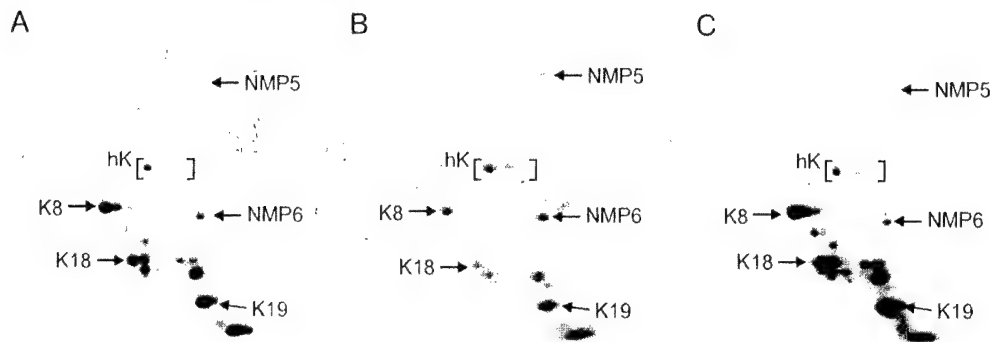 A
NMP5
hK [ ]
K8
NMP6
K18
K19
B
NMP5
hK [ ]
K8
NMP6
K18
K19
C
NMP5
hK [ ]
K8
NMP6
K18
K19